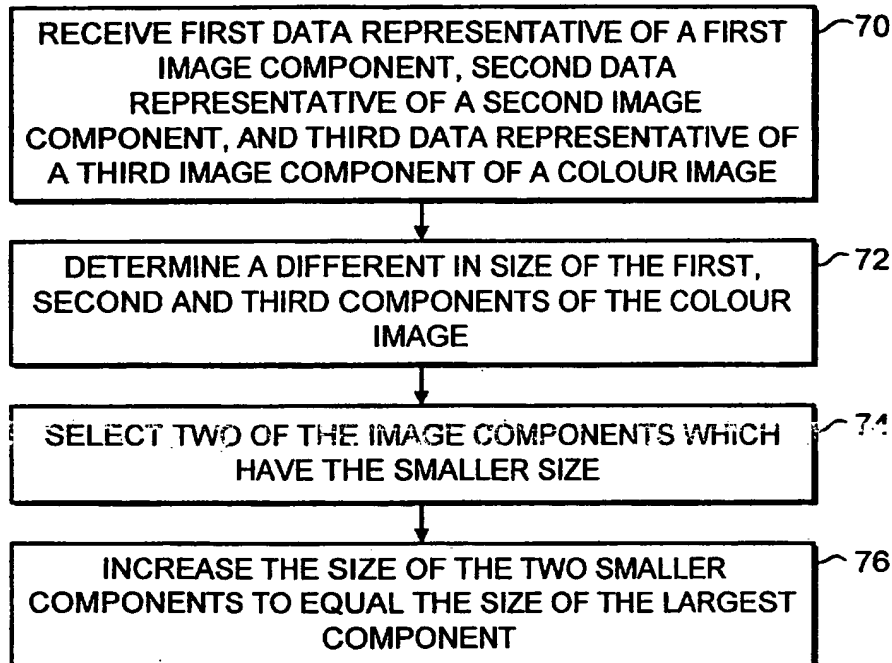 RECEIVE FIRST DATA REPRESENTATIVE OF A FIRST
IMAGE COMPONENT, SECOND DATA
REPRESENTATIVE OF A SECOND IMAGE
COMPONENT, AND THIRD DATA REPRESENTATIVE OF
A THIRD IMAGE COMPONENT OF A COLOUR IMAGE
70
DETERMINE A DIFFERENT IN SIZE OF THE FIRST,
SECOND AND THIRD COMPONENTS OF THE COLOUR
IMAGE
72
SELECT TWO OF THE IMAGE COMPONENTS WHICH
HAVE THE SMALLER SIZE
74
INCREASE THE SIZE OF THE TWO SMALLER
COMPONENTS TO EQUAL THE SIZE OF THE LARGEST
COMPONENT
76